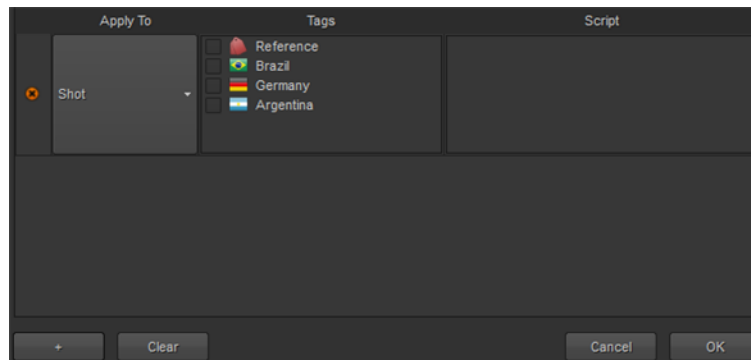 Apply To Tags Script
Shot
Reference
Brazil
Germany
Argentina
+ Clear Cancel OK